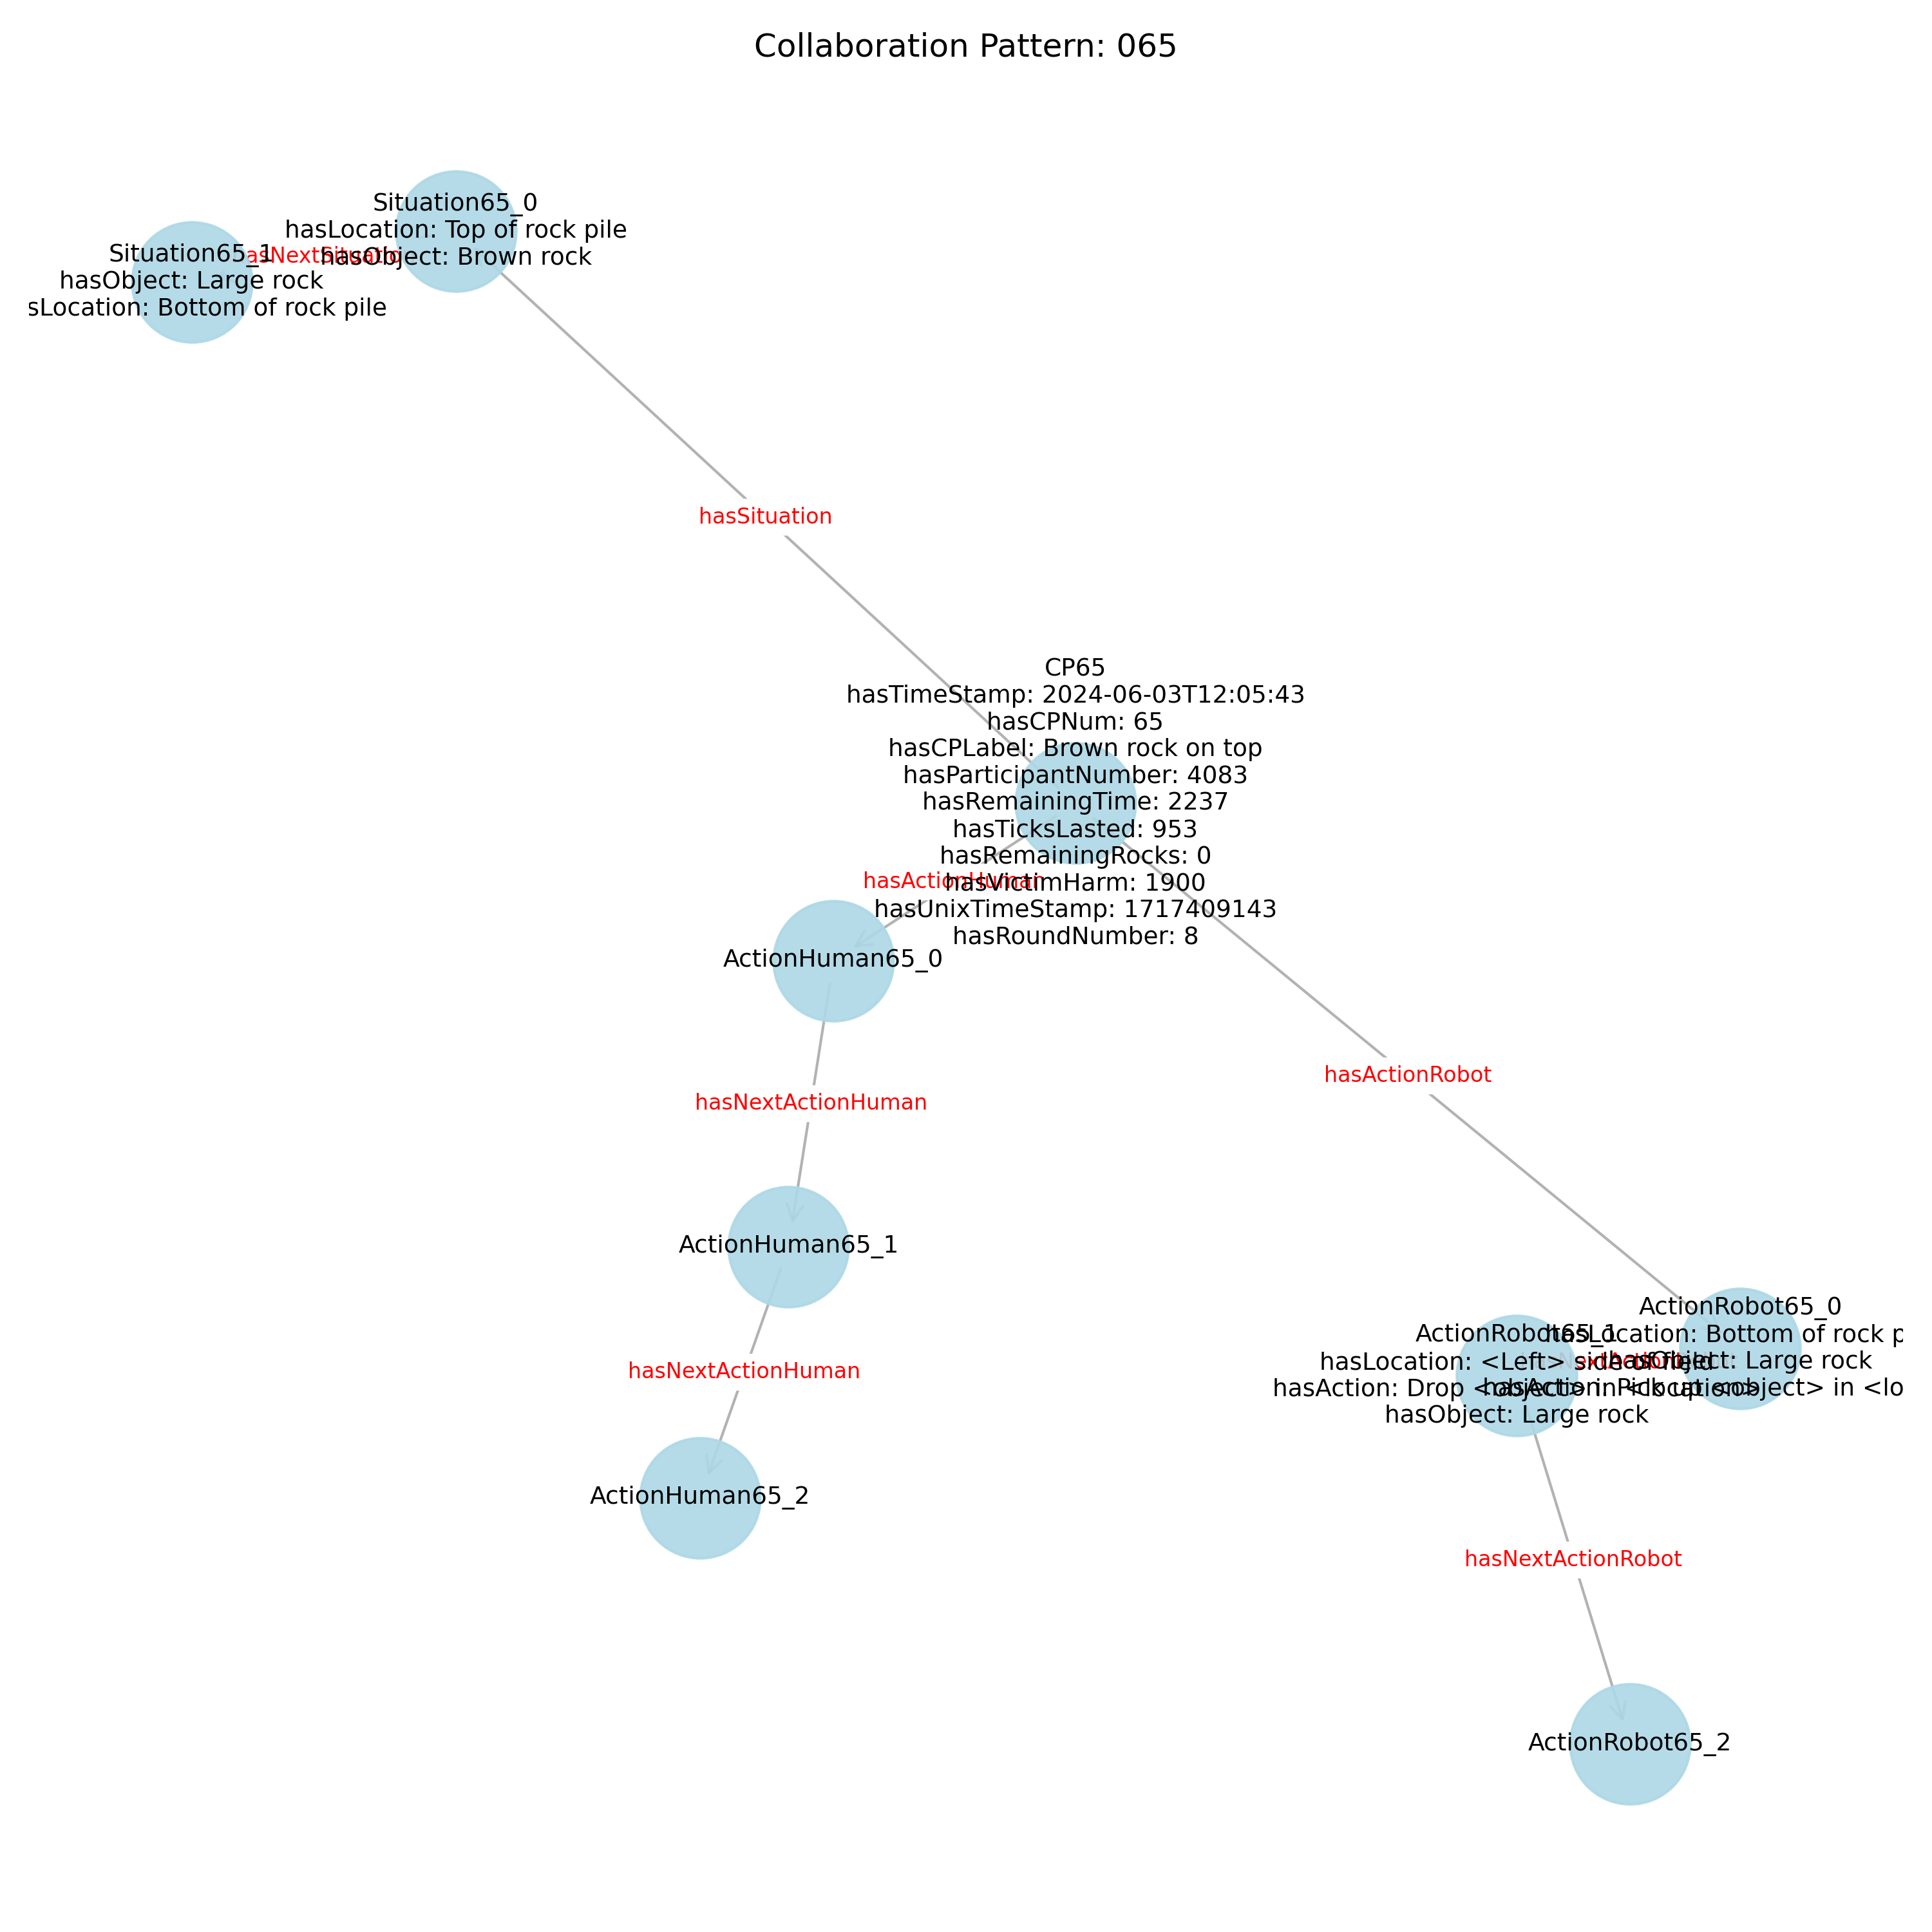 Collaboration Pattern: 065
Situation65_0
hasLocation: Top of rock pile
hasObject: Brown rock
asNextSituatio
Situation65_1
hasObject: Large rock
sLocation: Bottom of rock pile
hasSituation
CP65
hasTimeStamp: 2024-06-03T12:05:43
hasCPNum: 65
hasCPLabel: Brown rock on top
hasParticipantNumber: 4083
hasRemainingTime: 2237
hasTicksLasted: 953
hasRemainingRocks: 0
hasVictimHarm: 1900
hasUnixTimeStamp: 1717409143
hasRoundNumber: 8
hasActionHuman
ActionHuman65_0
hasNextActionHuman
ActionHuman65_1
hasNextActionHuman
ActionHuman65_2
hasActionRobot
ActionRobot65_0
hasLocation: Bottom of rock p
hasObject: Large rock
hasAction: Pick up <object> in <lo
ActionRobot65_1
hasLocation: <Left> side of field
hasAction: Drop <object> in <location>
hasObject: Large rock
hasNextActionRobot
ActionRobot65_2